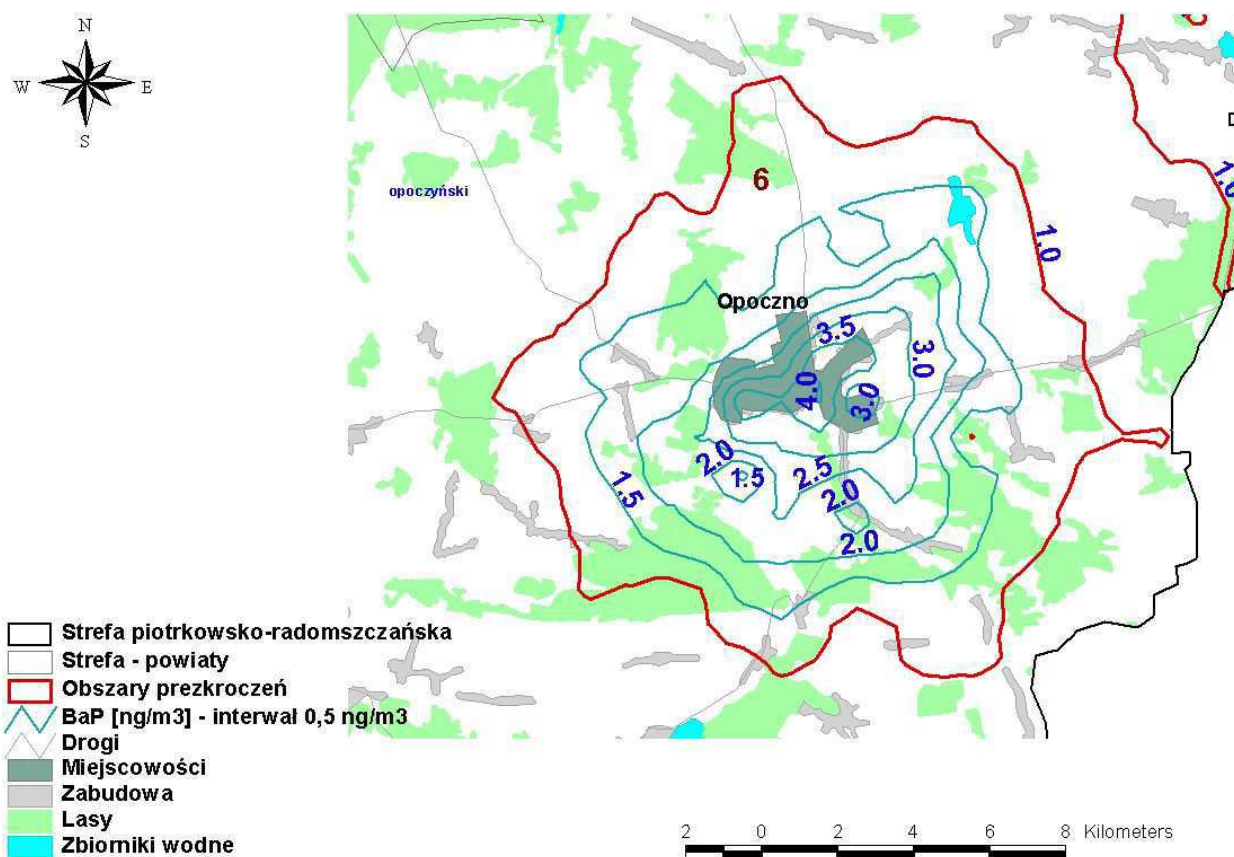 N
W E
S
D
1.0
6
opoczyński
1.0
Opoczno
3.5
3.0
4.0
3.0
2.0
1.5
2.5
1.5
2.0
2.0
Strefa piotrkowsko-radomszczańska
Strefa - powiaty
Obszary prezkroczeń
BaP [ng/m3] - interwał 0,5 ng/m3
Drogi
Miejscowości
Zabudowa
Lasy
Zbiorniki wodne
2 0 2 4 6 8 Kilometers